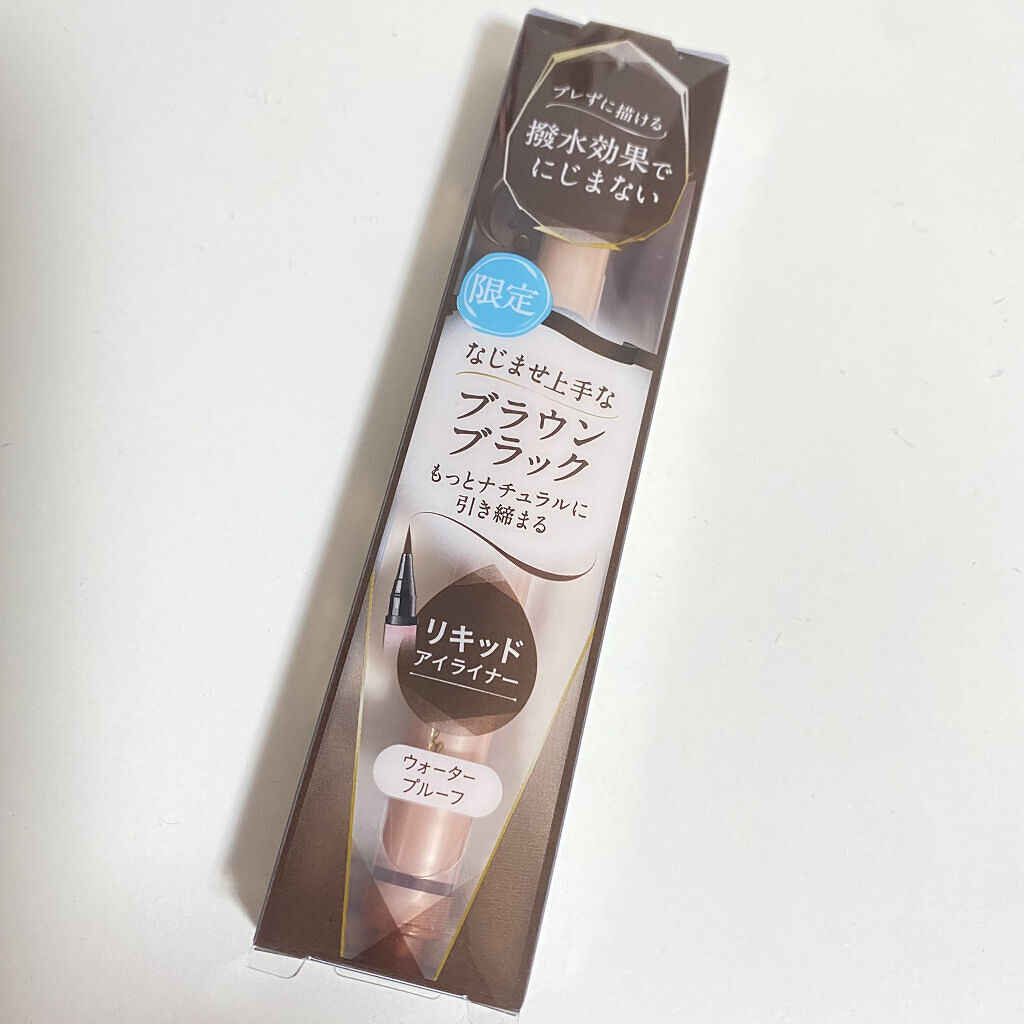 ブレずに描ける
撥水効果で
にじまない
限定
なじませ上手な
ブラウン
ブラック
もっとナチュラルに
引き締まる
リキッド
アイライナー
ウォーター
プルーフ